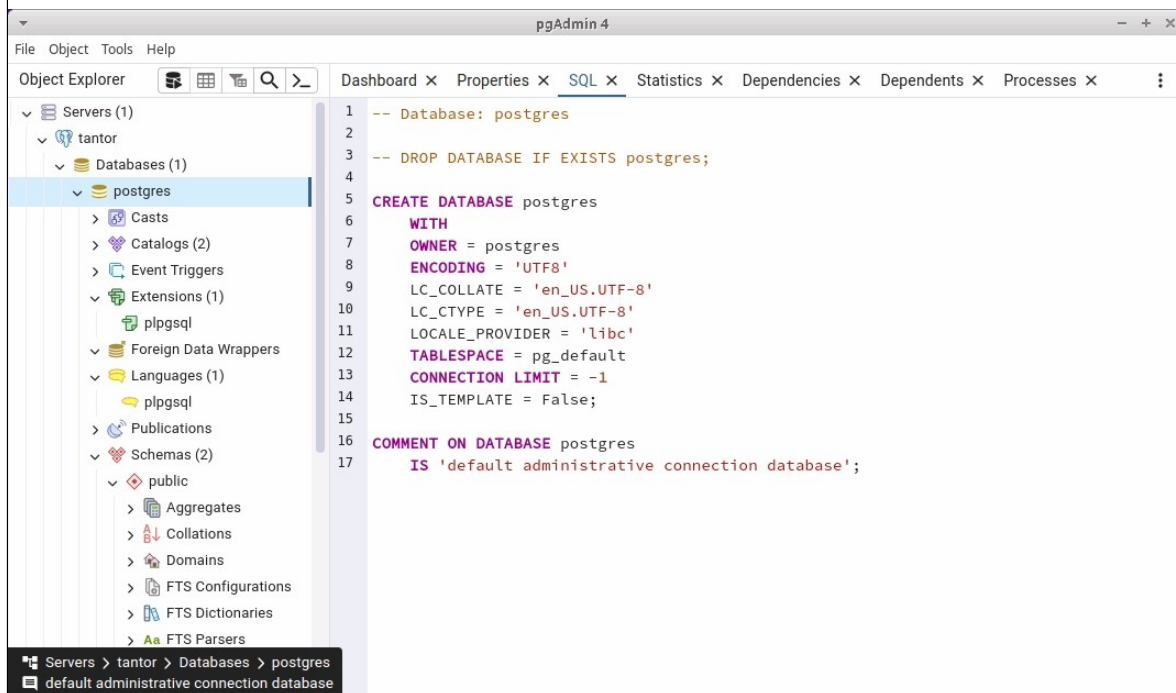 pgAdmin 4
File Object Tools Help
Object Explorer
Dashboard Properties SQL Statistics Dependencies Dependents Processes
Servers (1)
tantor
Databases (1)
postgres
Casts
Catalogs (2)
Event Triggers
Extensions (1)
plpgsql
Foreign Data Wrappers
Languages (1)
plpgsql
Publications
Schemas (2)
public
Aggregates
Collations
Domains
FTS Configurations
FTS Dictionaries
Aa FTS Parsers
Servers > tantor > Databases > postgres
default administrative connection database
1 -- Database: postgres
2
3 -- DROP DATABASE IF EXISTS postgres;
4
5 CREATE DATABASE postgres
6 WITH
7 OWNER = postgres
8 ENCODING = 'UTF8'
9 LC_COLLATE = 'en_US.UTF-8'
10 LC_CTYPE = 'en_US.UTF-8'
11 LOCALE_PROVIDER = 'libc'
12 TABLESPACE = pg_default
13 CONNECTION LIMIT = -1
14 IS_TEMPLATE = False;
15
16 COMMENT ON DATABASE postgres
17 IS 'default administrative connection database';